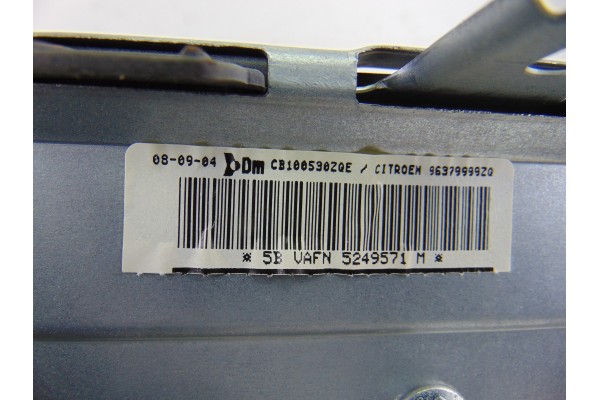 08-09-04 Dm CB100530ZQE / CITROEN 96379999ZQ
* 5B VAFN 5249571 M *